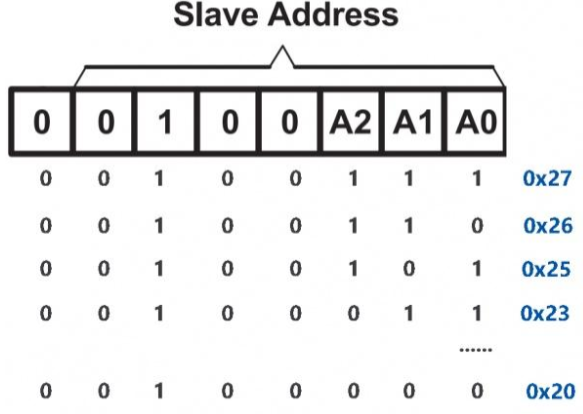 Slave Address
0 0 1 0 0 A2 A1 A0
0 0 1 0 0 1 1 1 0x27
0 0 1 0 0 1 1 0 0x26
0 0 1 0 0 1 0 1 0x25
0 0 1 0 0 0 1 1 0x23
......
0 0 1 0 0 0 0 0 0x20